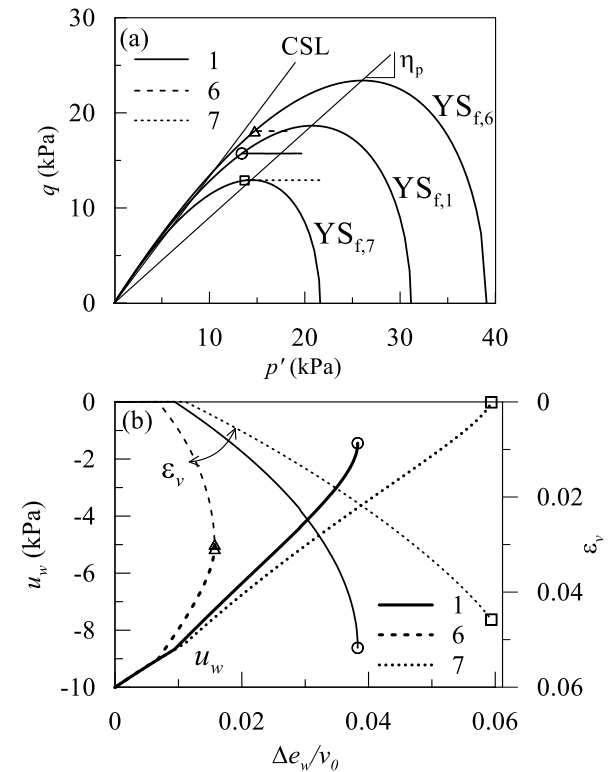 30
(a)
CSL
ηp
1
6
7
20
YSf,6
q (kPa)
10
YSf,1
YSf,7
0
10 20 30 40
p′ (kPa)
0
(b)
0
-2
εv
0.02
-4
uw (kPa)
εv
-6
0.04
1
6
7
-8
uw
-10
0.06
0 0.02 0.04 0.06
Δew/v0